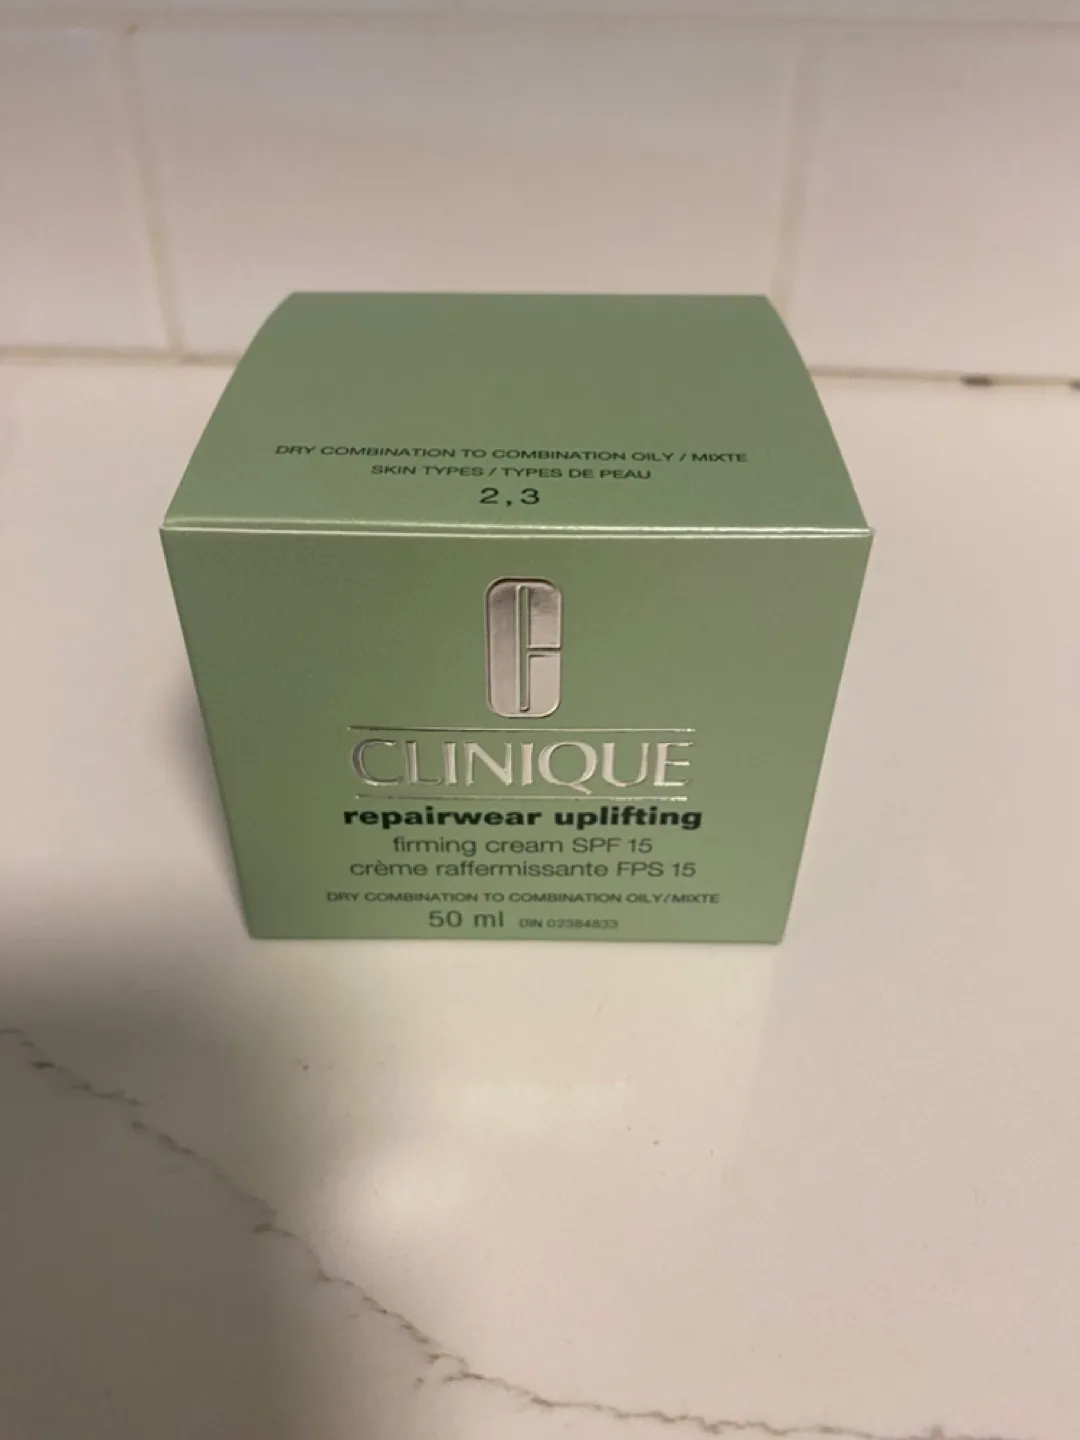 DRY COMBINATION TO COMBINATION OILY / MIXTE
SKIN TYPES / TYPES DE PEAU
2,3
C
CLINIQUE
repairwear uplifting
firming cream SPF 15
crème raffermissante FPS 15
DRY COMBINATION TO COMBINATION OILY/MIXTE
50 ml DIN 02384833